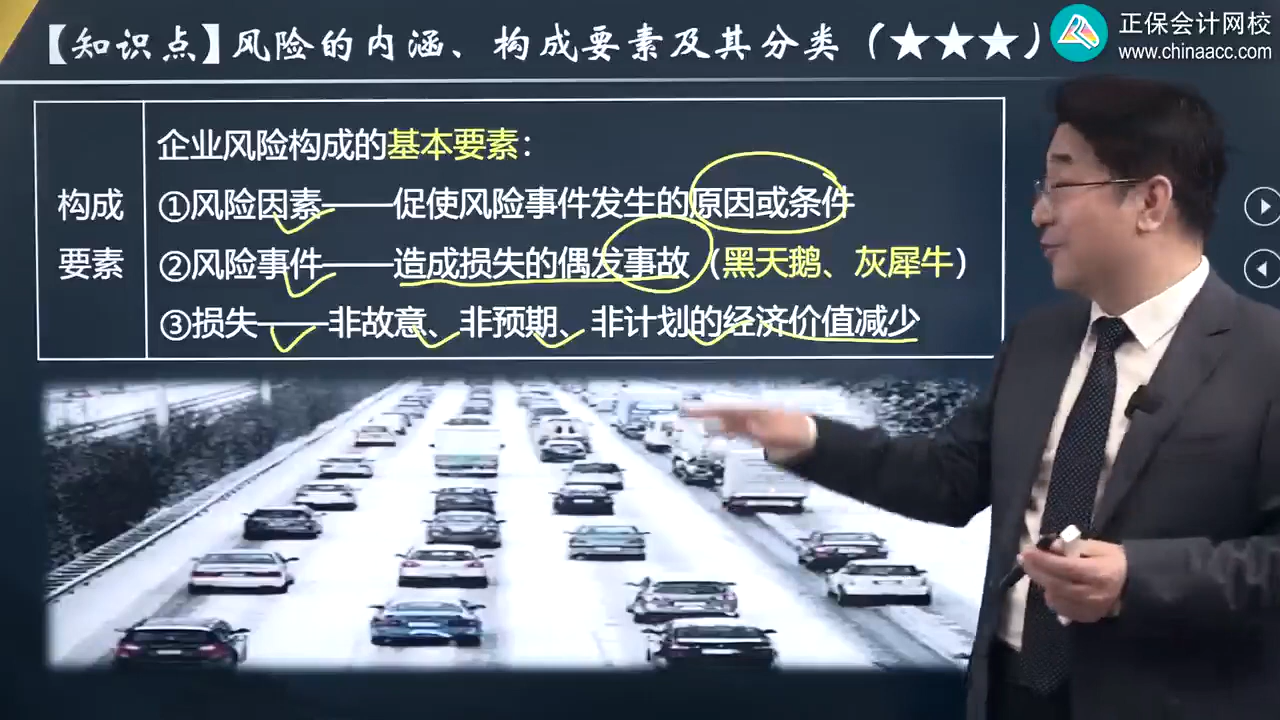 【知识点】风险的内涵、构成要素及其分类（★★★）
正保会计网校
www.chinaacc.com
构成
要素
企业风险构成的基本要素：
①风险因素——促使风险事件发生的原因或条件
②风险事件——造成损失的偶发事故（黑天鹅、灰犀牛）
③损失——非故意、非预期、非计划的经济价值减少